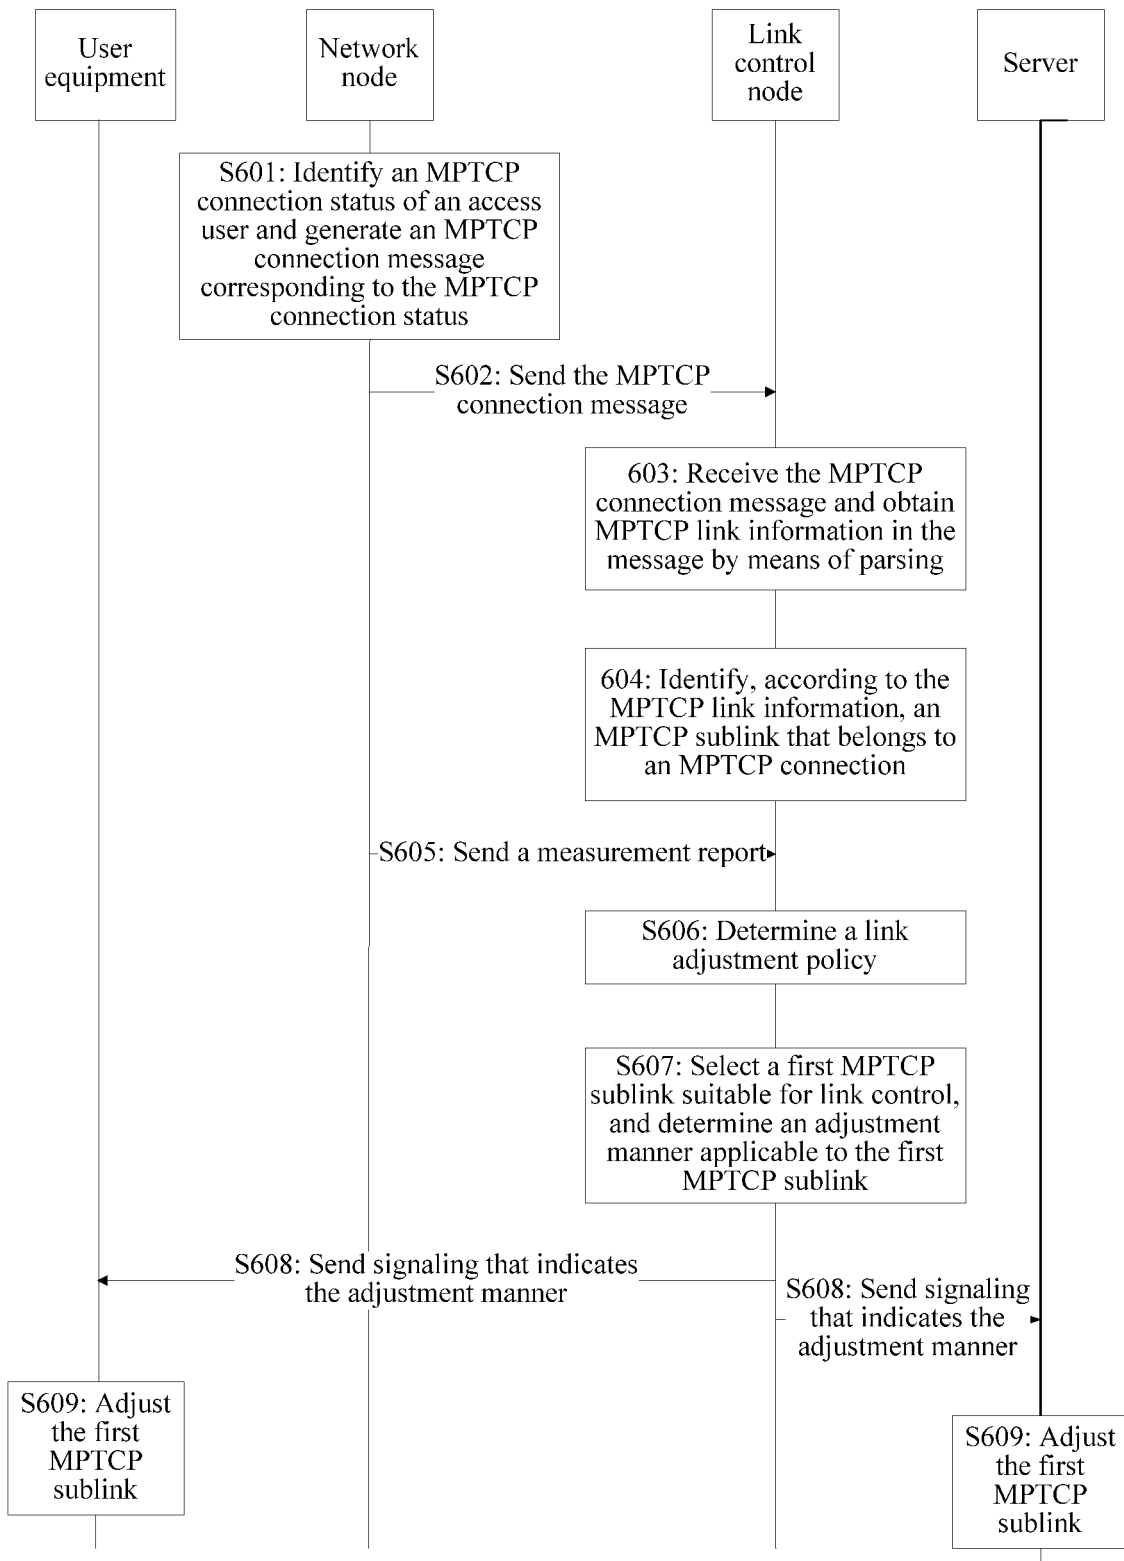 User
equipment
Network
node
Link
control
node
Server
S601: Identify an MPTCP
connection status of an access
user and generate an MPTCP
connection message
corresponding to the MPTCP
connection status
S602: Send the MPTCP
connection message
603: Receive the MPTCP
connection message and obtain
MPTCP link information in the
message by means of parsing
604: Identify, according to the
MPTCP link information, an
MPTCP sublink that belongs to
an MPTCP connection
S605: Send a measurement report
S606: Determine a link
adjustment policy
S607: Select a first MPTCP
sublink suitable for link control,
and determine an adjustment
manner applicable to the first
MPTCP sublink
S608: Send signaling that indicates
the adjustment manner
S608: Send signaling
that indicates the
adjustment manner
S609: Adjust
the first
MPTCP
sublink
S609: Adjust
the first
MPTCP
sublink